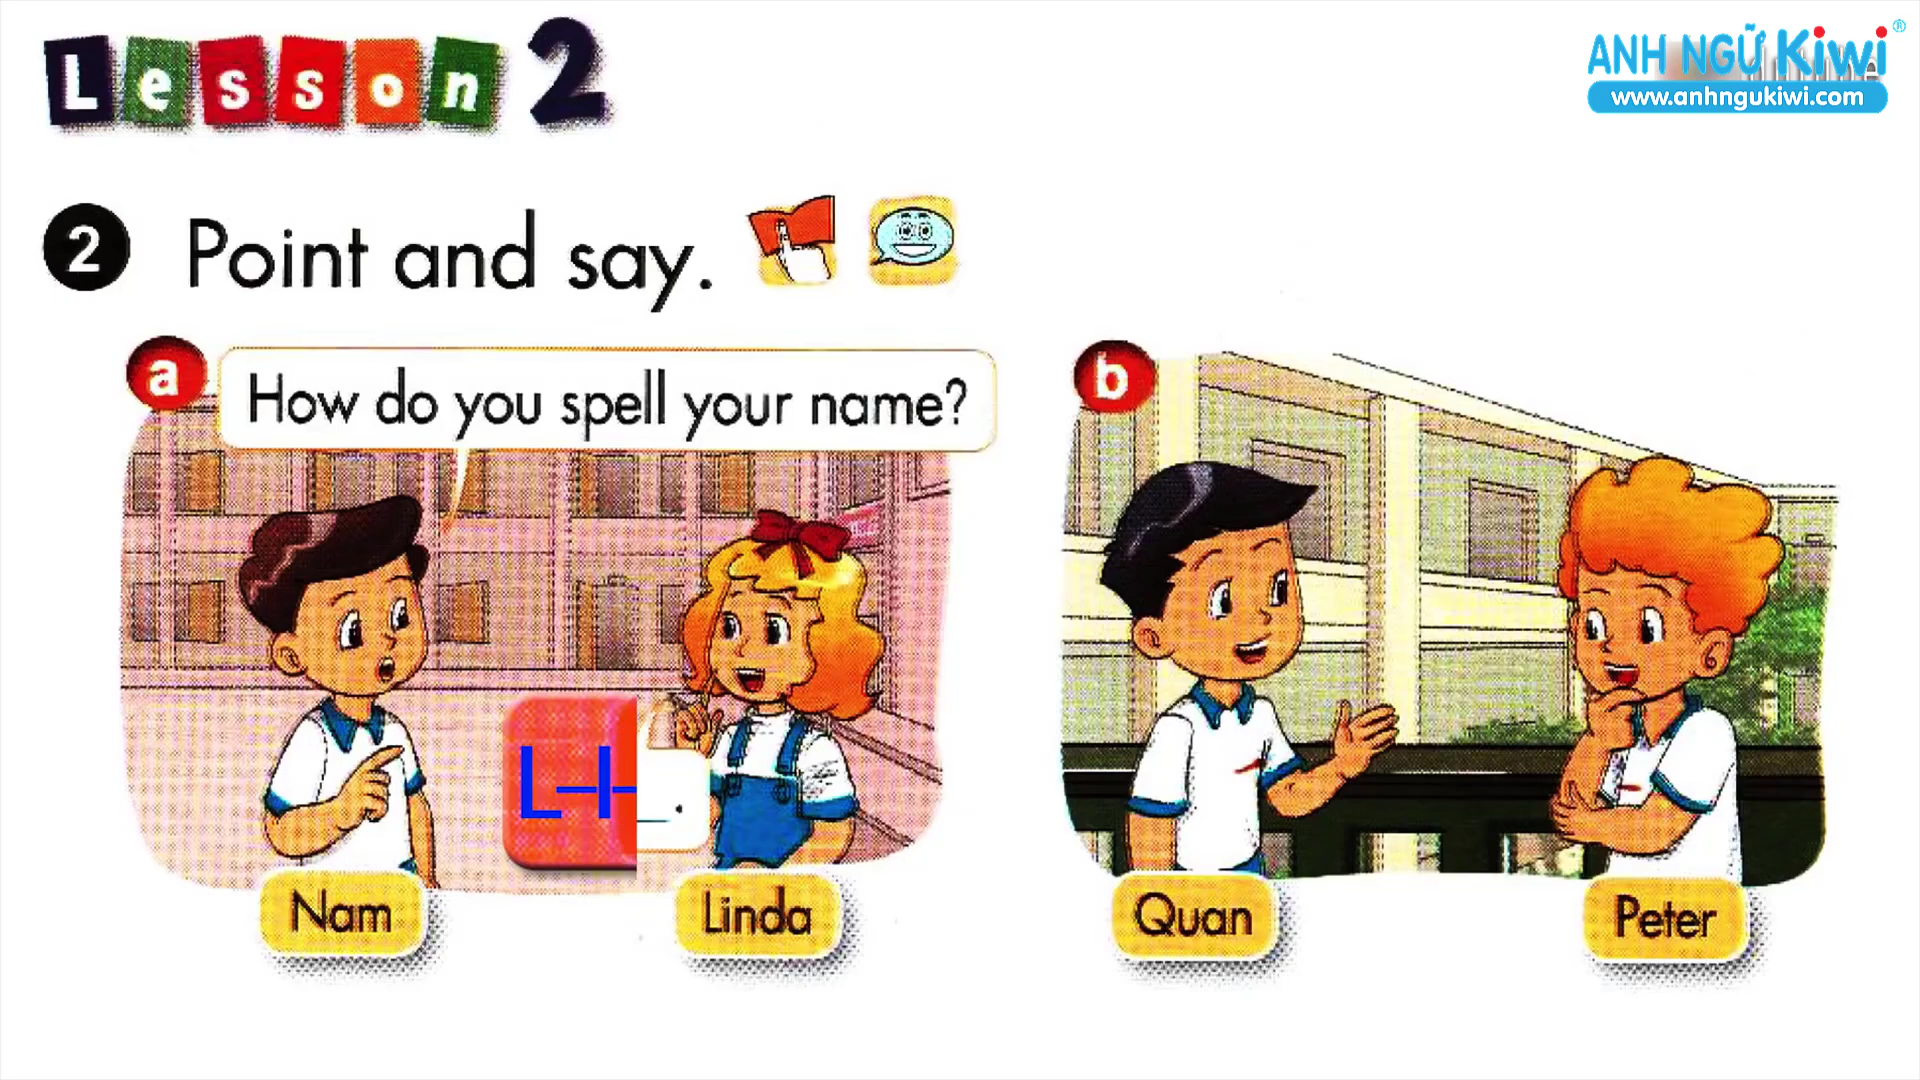 Lesson 2
ANH NGỮ Kiwi®
www.anhngukiwi.com
2 Point and say.
a
How do you spell your name?
b
L-I-
Nam
Linda
Quan
Peter